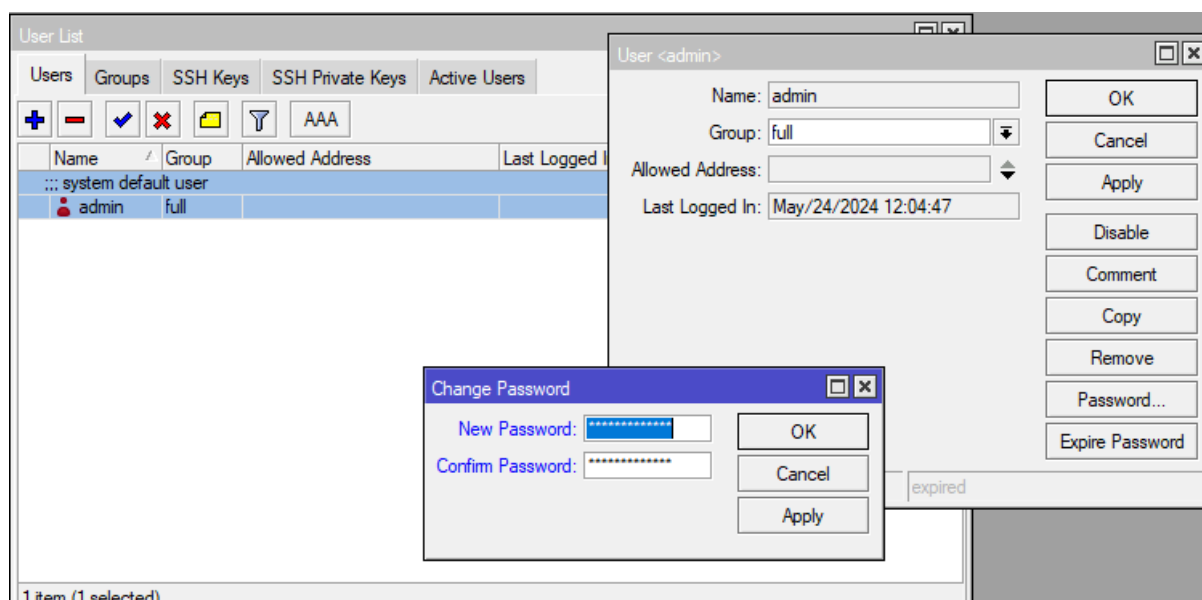 User List
Users Groups SSH Keys SSH Private Keys Active Users
AAA
Name Group Allowed Address Last Logged
;;; system default user
admin full
1 item (1 selected)
User <admin>
Name: admin
Group: full
Allowed Address:
Last Logged In: May/24/2024 12:04:47
OK
Cancel
Apply
Disable
Comment
Copy
Remove
Password...
Expire Password
expired
Change Password
New Password: *************
Confirm Password: *************
OK
Cancel
Apply